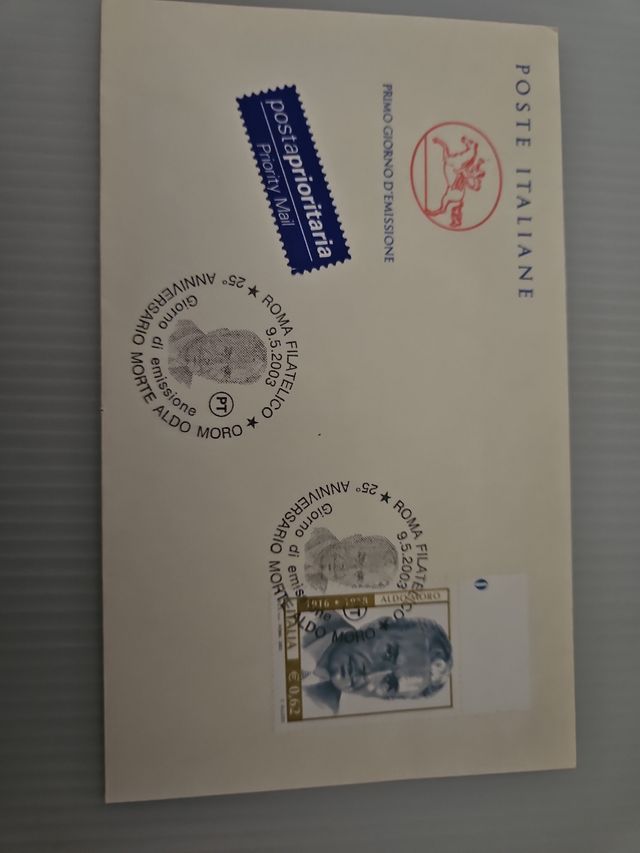 POSTE ITALIANE
PRIMO GIORNO D'EMISSIONE
postaprioritaria
Priority Mail
★ ROMA FILATELICO ★
9.5.2003
25° ANNIVERSARIO MORTE ALDO MORO
Giorno di emissione
PT
★ ROMA FILATELICO ★
9.5.2003
25° ANNIVERSARIO MORTE ALDO MORO
Giorno di emissione
ALDO MORO
ITALIA
€ 0,62